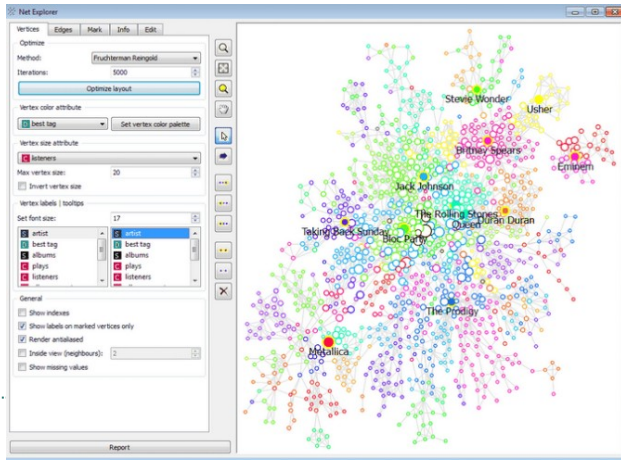 Net Explorer
Vertices Edges Mark Info Edit
Optimize
Method: Fruchterman Reingold
Iterations: 5000
Optimize layout
Vertex color attribute
D best tag Set vertex color palette
Vertex size attribute
C listeners
Max vertex size: 20
Invert vertex size
Vertex labels | tooltips
Set font size: 17
S artist S artist
D best tag D best tag
S albums S albums
C plays C plays
C listeners C listeners
General
Show indexes
Show labels on marked vertices only
Render antialiased
Inside view (neighbours): 2
Show missing values
Report
Stevie Wonder
Usher
Brithay Spears
Eminem
Jack Johnson
The Rolling Stones
Duran Duran
Queen
Taking Back Sunday
Bloc Party
The Prodigy
Metallica